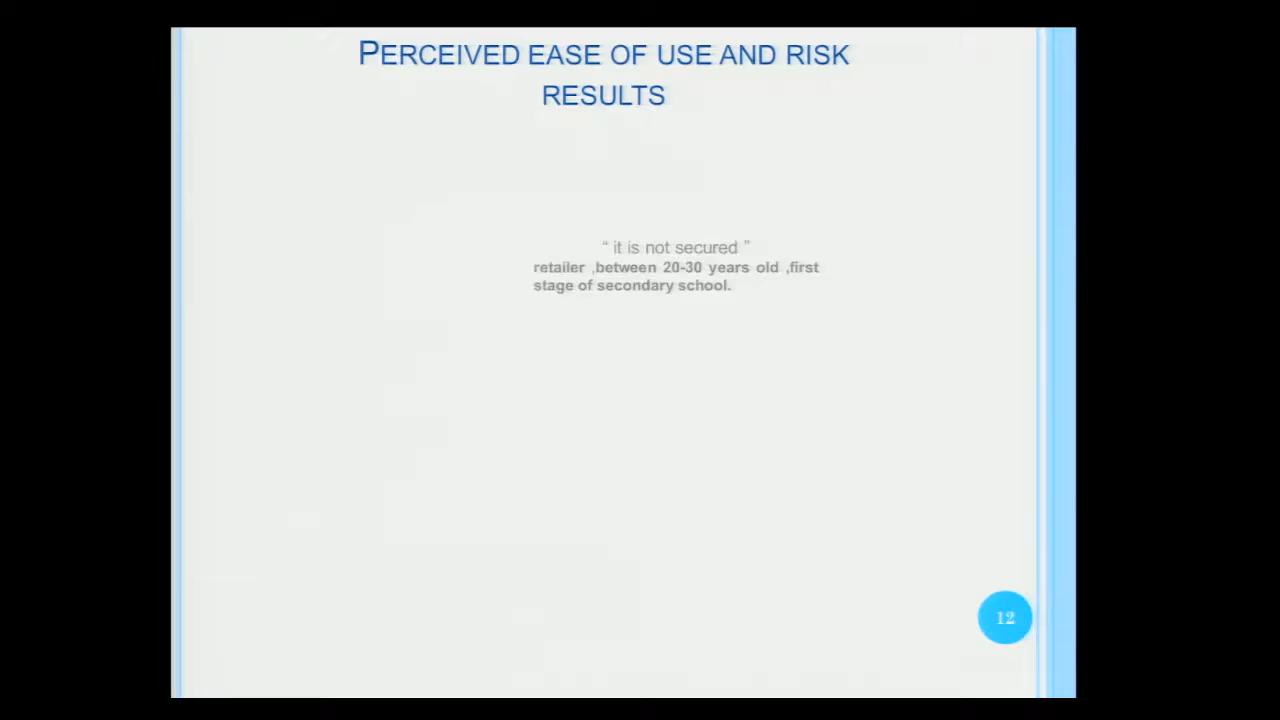 PERCEIVED EASE OF USE AND RISK
RESULTS
“ it is not secured ”
retailer ,between 20-30 years old ,first
stage of secondary school.
12